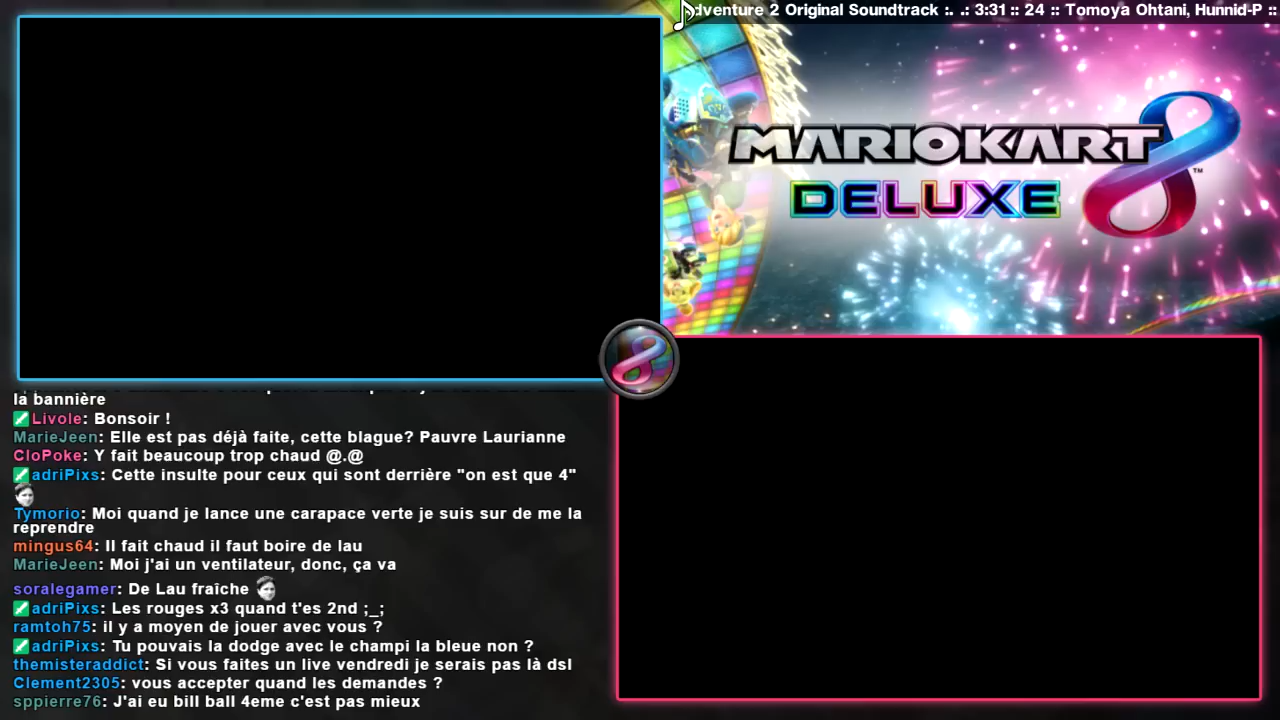 dventure 2 Original Soundtrack :. .: 3:31 :: 24 :: Tomoya Ohtani, Hunnid-P ::
MARIOKART 8
DELUXE
TM
la bannière
Livole: Bonsoir !
MarieJeen: Elle est pas déjà faite, cette blague? Pauvre Laurianne
CloPoke: Y fait beaucoup trop chaud @.@
adriPixs: Cette insulte pour ceux qui sont derrière "on est que 4"
Tymorio: Moi quand je lance une carapace verte je suis sur de me la
reprendre
mingus64: Il fait chaud il faut boire de lau
MarieJeen: Moi j'ai un ventilateur, donc, ça va
soralegamer: De Lau fraîche
adriPixs: Les rouges x3 quand t'es 2nd ;_;
ramtoh75: il y a moyen de jouer avec vous ?
adriPixs: Tu pouvais la dodge avec le champi la bleue non ?
themisteraddict: Si vous faites un live vendredi je serais pas là dsl
Clement2305: vous accepter quand les demandes ?
sppierre76: J'ai eu bill ball 4eme c'est pas mieux